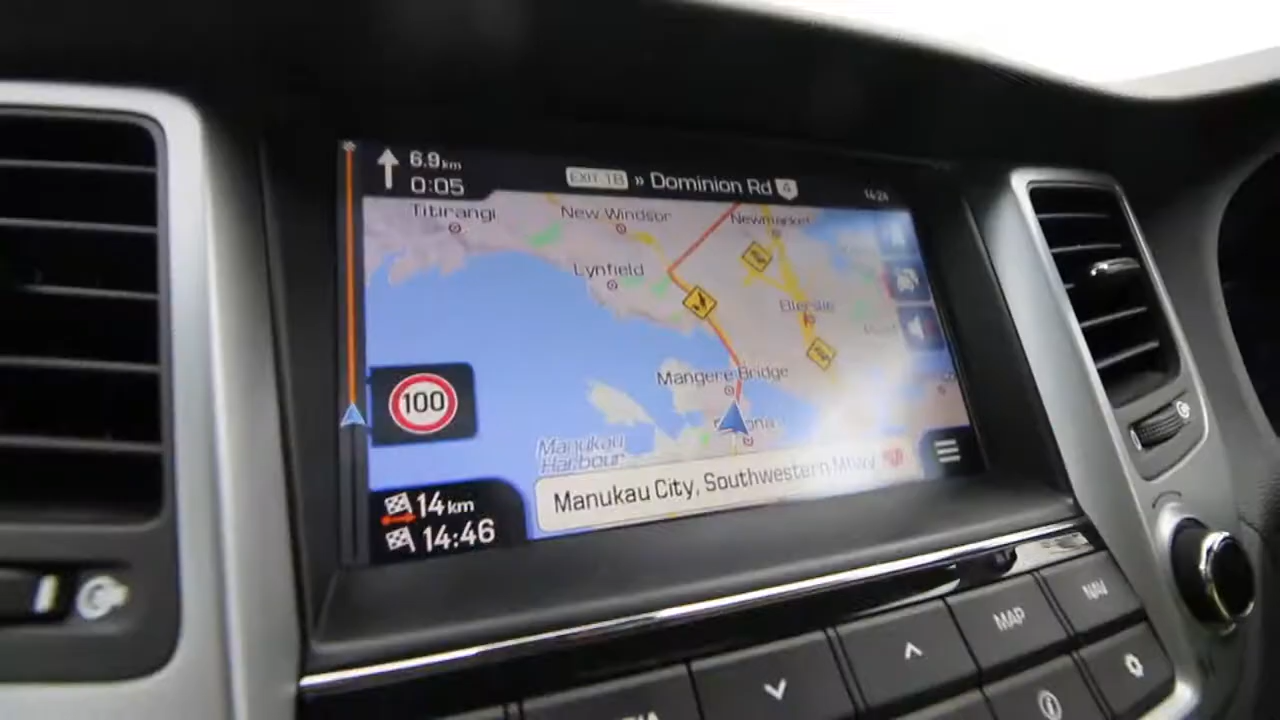 6.9km
0:05
EXIT 1B » Dominion Rd 4
Titirangi
New Windsor
Newmarket
Lynfield
Ellerslie
100
Mangere Bridge
Manukau
Harbour
Manukau City, Southwestern Mtwy
14km
14:46
NAV
MAP